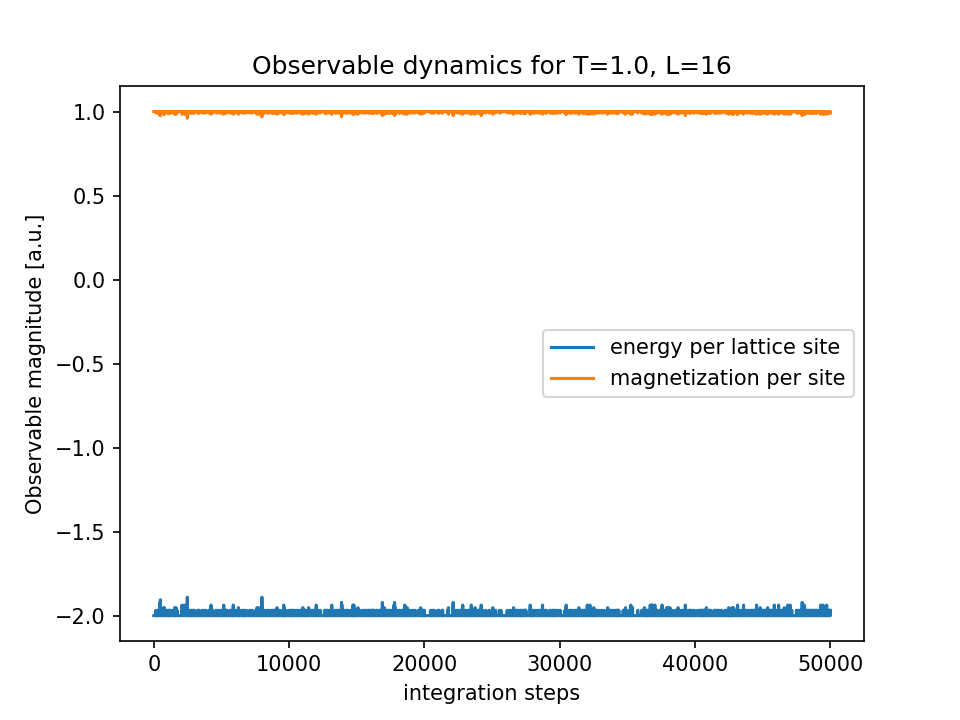 Observable dynamics for T=1.0, L=16
Observable magnitude [a.u.]
1.0
0.5
0.0
−0.5
−1.0
−1.5
−2.0
energy per lattice site
magnetization per site
0 10000 20000 30000 40000 50000
integration steps